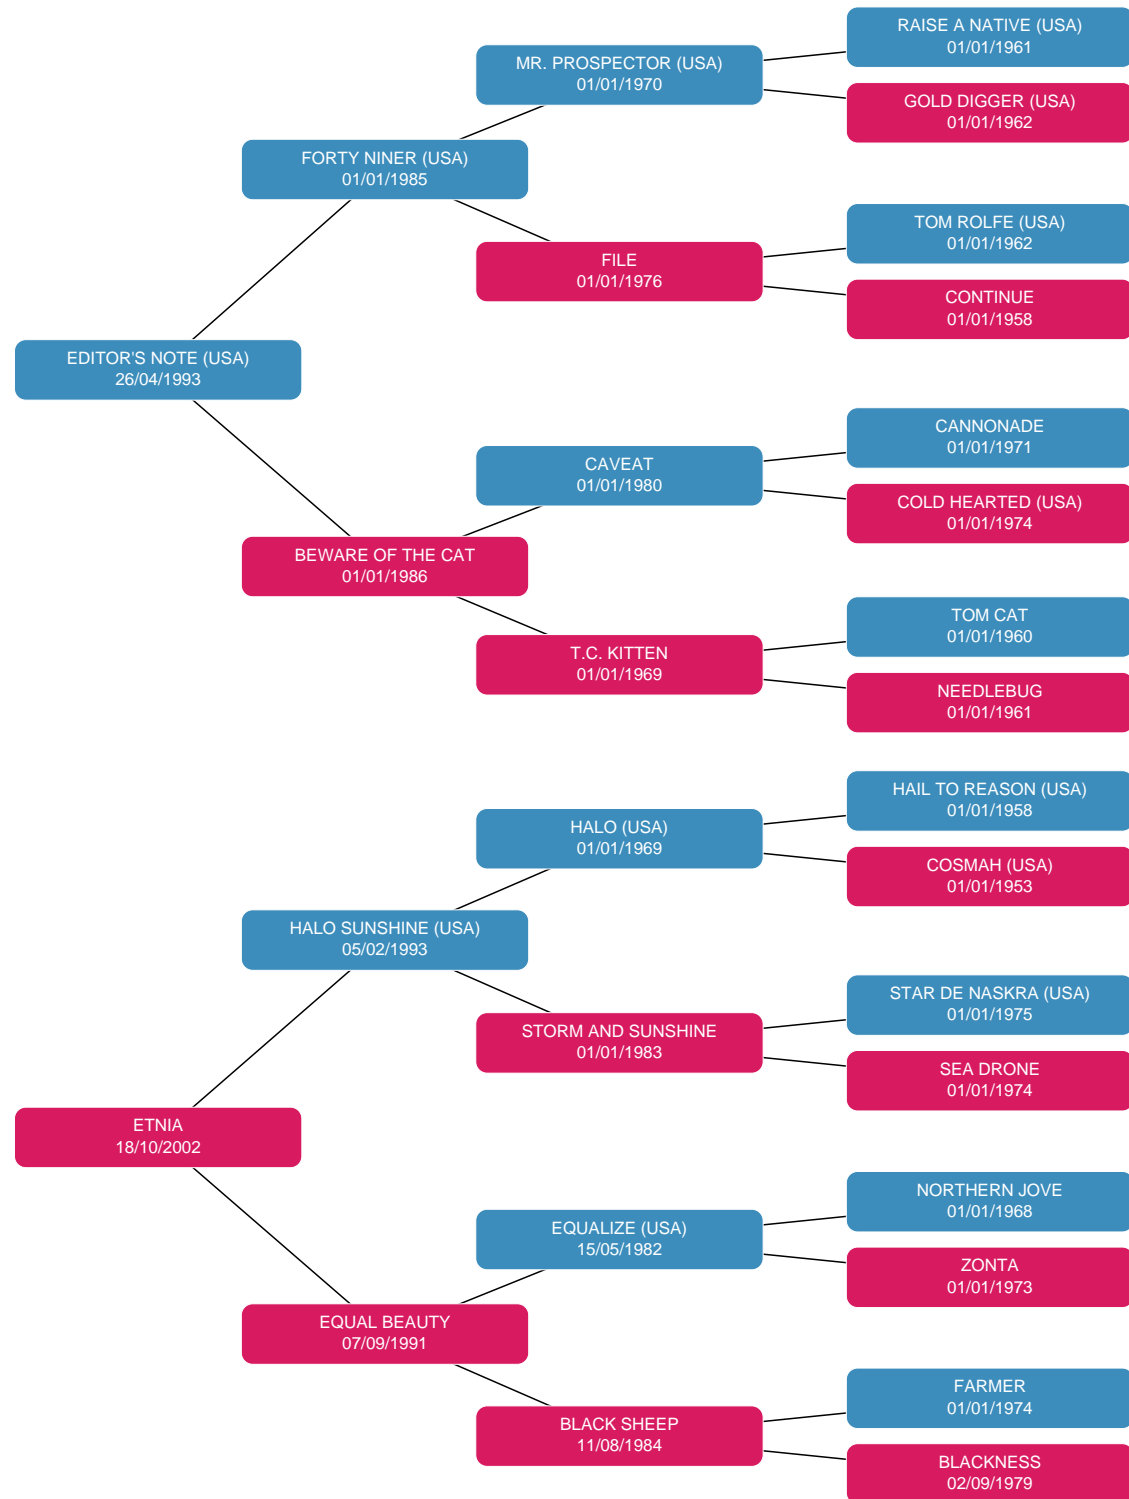 RAISE A NATIVE (USA)
01/01/1961
MR. PROSPECTOR (USA)
01/01/1970
GOLD DIGGER (USA)
01/01/1962
FORTY NINER (USA)
01/01/1985
TOM ROLFE (USA)
01/01/1962
FILE
01/01/1976
CONTINUE
01/01/1958
EDITOR'S NOTE (USA)
26/04/1993
CANNONADE
01/01/1971
CAVEAT
01/01/1980
COLD HEARTED (USA)
01/01/1974
BEWARE OF THE CAT
01/01/1986
TOM CAT
01/01/1960
T.C. KITTEN
01/01/1969
NEEDLEBUG
01/01/1961
HAIL TO REASON (USA)
01/01/1958
HALO (USA)
01/01/1969
COSMAH (USA)
01/01/1953
HALO SUNSHINE (USA)
05/02/1993
STAR DE NASKRA (USA)
01/01/1975
STORM AND SUNSHINE
01/01/1983
SEA DRONE
01/01/1974
ETNIA
18/10/2002
NORTHERN JOVE
01/01/1968
EQUALIZE (USA)
15/05/1982
ZONTA
01/01/1973
EQUAL BEAUTY
07/09/1991
FARMER
01/01/1974
BLACK SHEEP
11/08/1984
BLACKNESS
02/09/1979